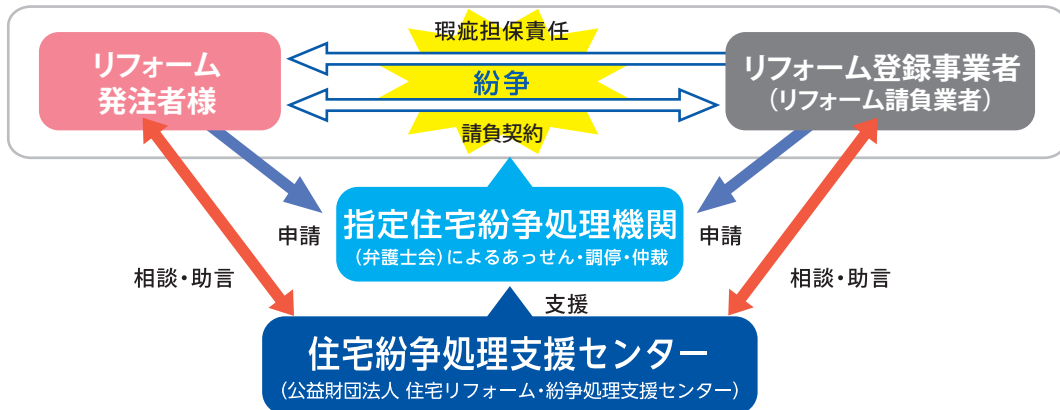 瑕疵担保責任
リフォーム
発注者様
紛争
リフォーム登録事業者
（リフォーム請負業者）
請負契約
指定住宅紛争処理機関
（弁護士会）によるあっせん・調停・仲裁
申請
申請
相談・助言
相談・助言
支援
住宅紛争処理支援センター
（公益財団法人 住宅リフォーム・紛争処理支援センター）